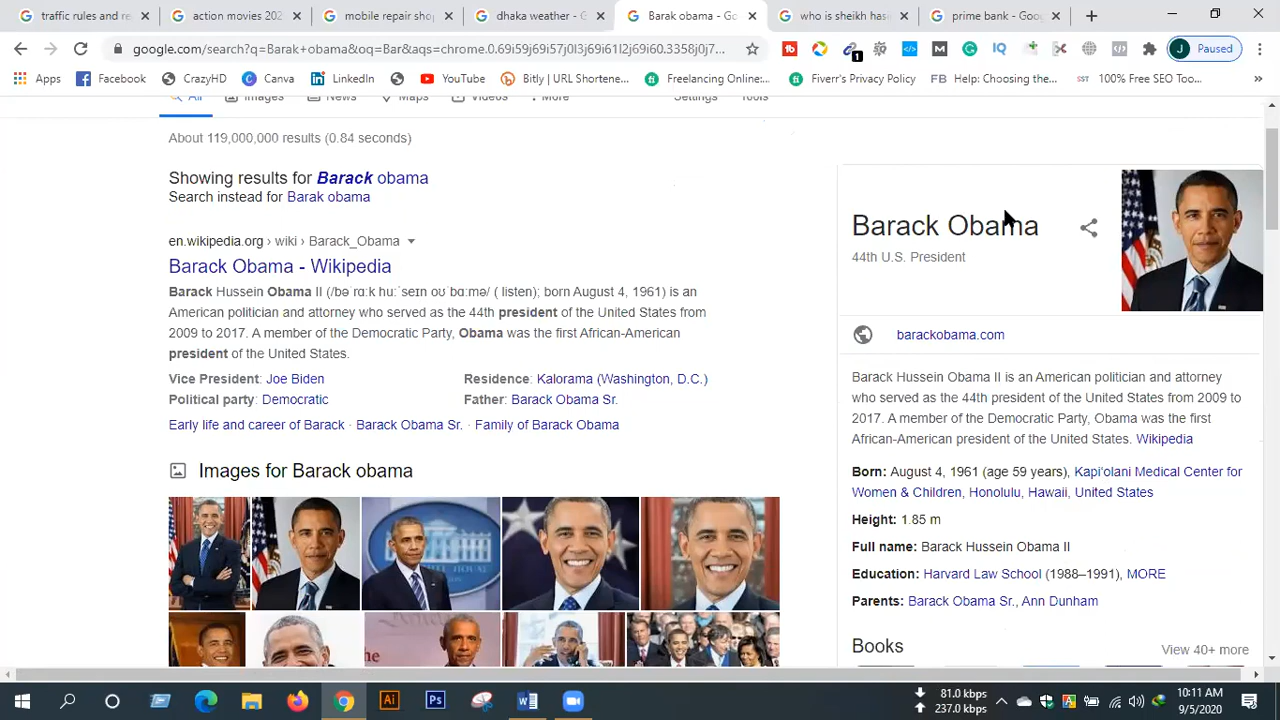 traffic rules and re
action movies 202
mobile repair shop
dhaka weather - G
Barak obama - Go
who is sheikh has
prime bank - Goo
google.com/search?q=Barak+obama&oq=Bar&aqs=chrome.0.69i59j69i57j0l3j69i61l2j69i60.3358j0j7...
1
IQ
J Paused
Apps
Facebook
CrazyHD
Canva
LinkedIn
YouTube
Bitly | URL Shortene...
Freelancing Online:...
Fiverr's Privacy Policy
FB Help: Choosing the...
SST 100% Free SEO Too...
All
Images
News
Maps
Videos
More
Settings
Tools
About 119,000,000 results (0.84 seconds)
Showing results for Barack obama
Search instead for Barak obama
en.wikipedia.org › wiki › Barack_Obama
Barack Obama - Wikipedia
Barack Hussein Obama II (/bəˈrɑːk huːˈseɪn oʊˈbɑːmə/ ( listen); born August 4, 1961) is an
American politician and attorney who served as the 44th president of the United States from
2009 to 2017. A member of the Democratic Party, Obama was the first African-American
president of the United States.
Vice President: Joe Biden
Residence: Kalorama (Washington, D.C.)
Political party: Democratic
Father: Barack Obama Sr.
Early life and career of Barack · Barack Obama Sr. · Family of Barack Obama
Images for Barack obama
Barack Obama
44th U.S. President
barackobama.com
Barack Hussein Obama II is an American politician and attorney
who served as the 44th president of the United States from 2009 to
2017. A member of the Democratic Party, Obama was the first
African-American president of the United States. Wikipedia
Born: August 4, 1961 (age 59 years), Kapi'olani Medical Center for
Women & Children, Honolulu, Hawaii, United States
Height: 1.85 m
Full name: Barack Hussein Obama II
Education: Harvard Law School (1988–1991), MORE
Parents: Barack Obama Sr., Ann Dunham
Books
View 40+ more
81.0 kbps
237.0 kbps
10:11 AM
9/5/2020